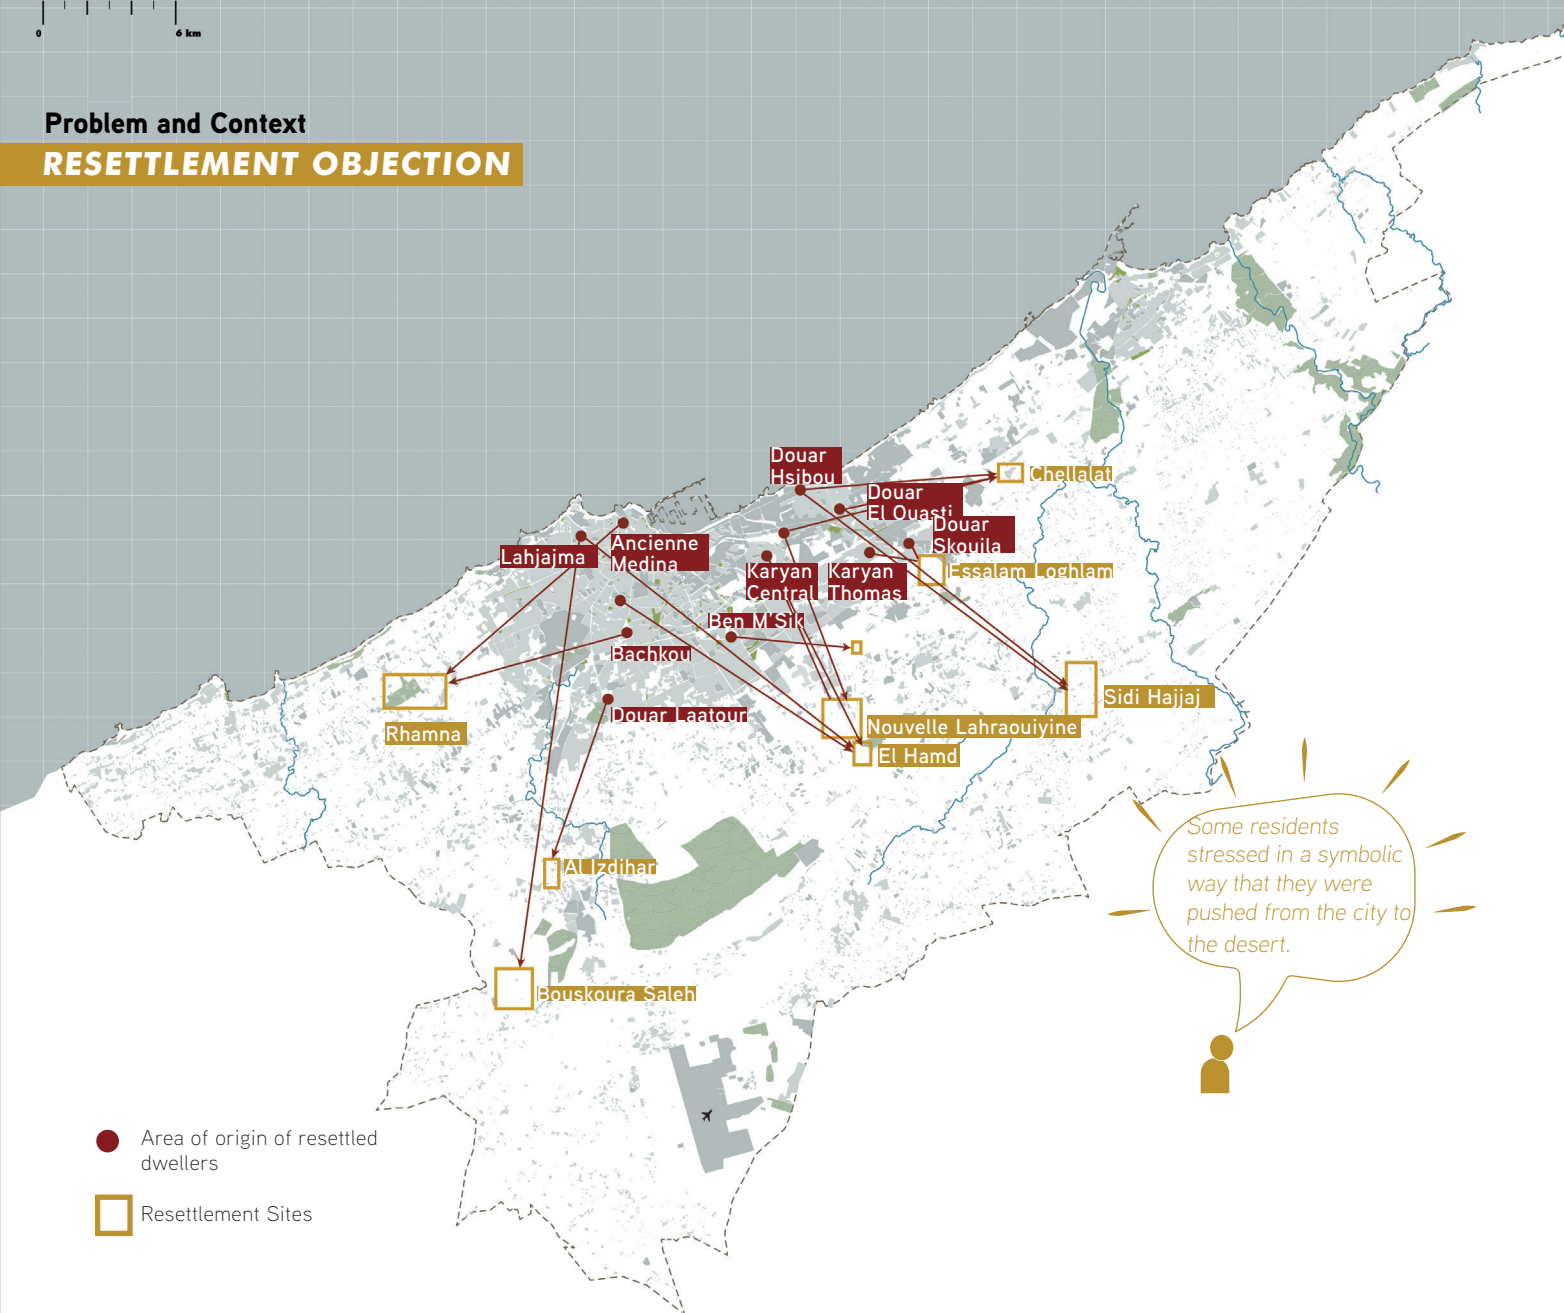 0
6 km
Problem and Context
RESETTLEMENT OBJECTION
Douar
Hsibou
Chellalat
Douar
El Ouasti
Douar
Skouila
Lahjajma
Ancienne
Medina
Karyan
Central
Karyan
Thomas
Essalam Loghlam
Ben M'Sik
Bachkou
Sidi Hajjaj
Douar Laatour
Nouvelle Lahraouiyine
Rhamna
El Hamd
Some residents
stressed in a symbolic
way that they were
pushed from the city to
the desert.
Al Izdihar
Bouskoura Saleh
Area of origin of resettled
dwellers
Resettlement Sites